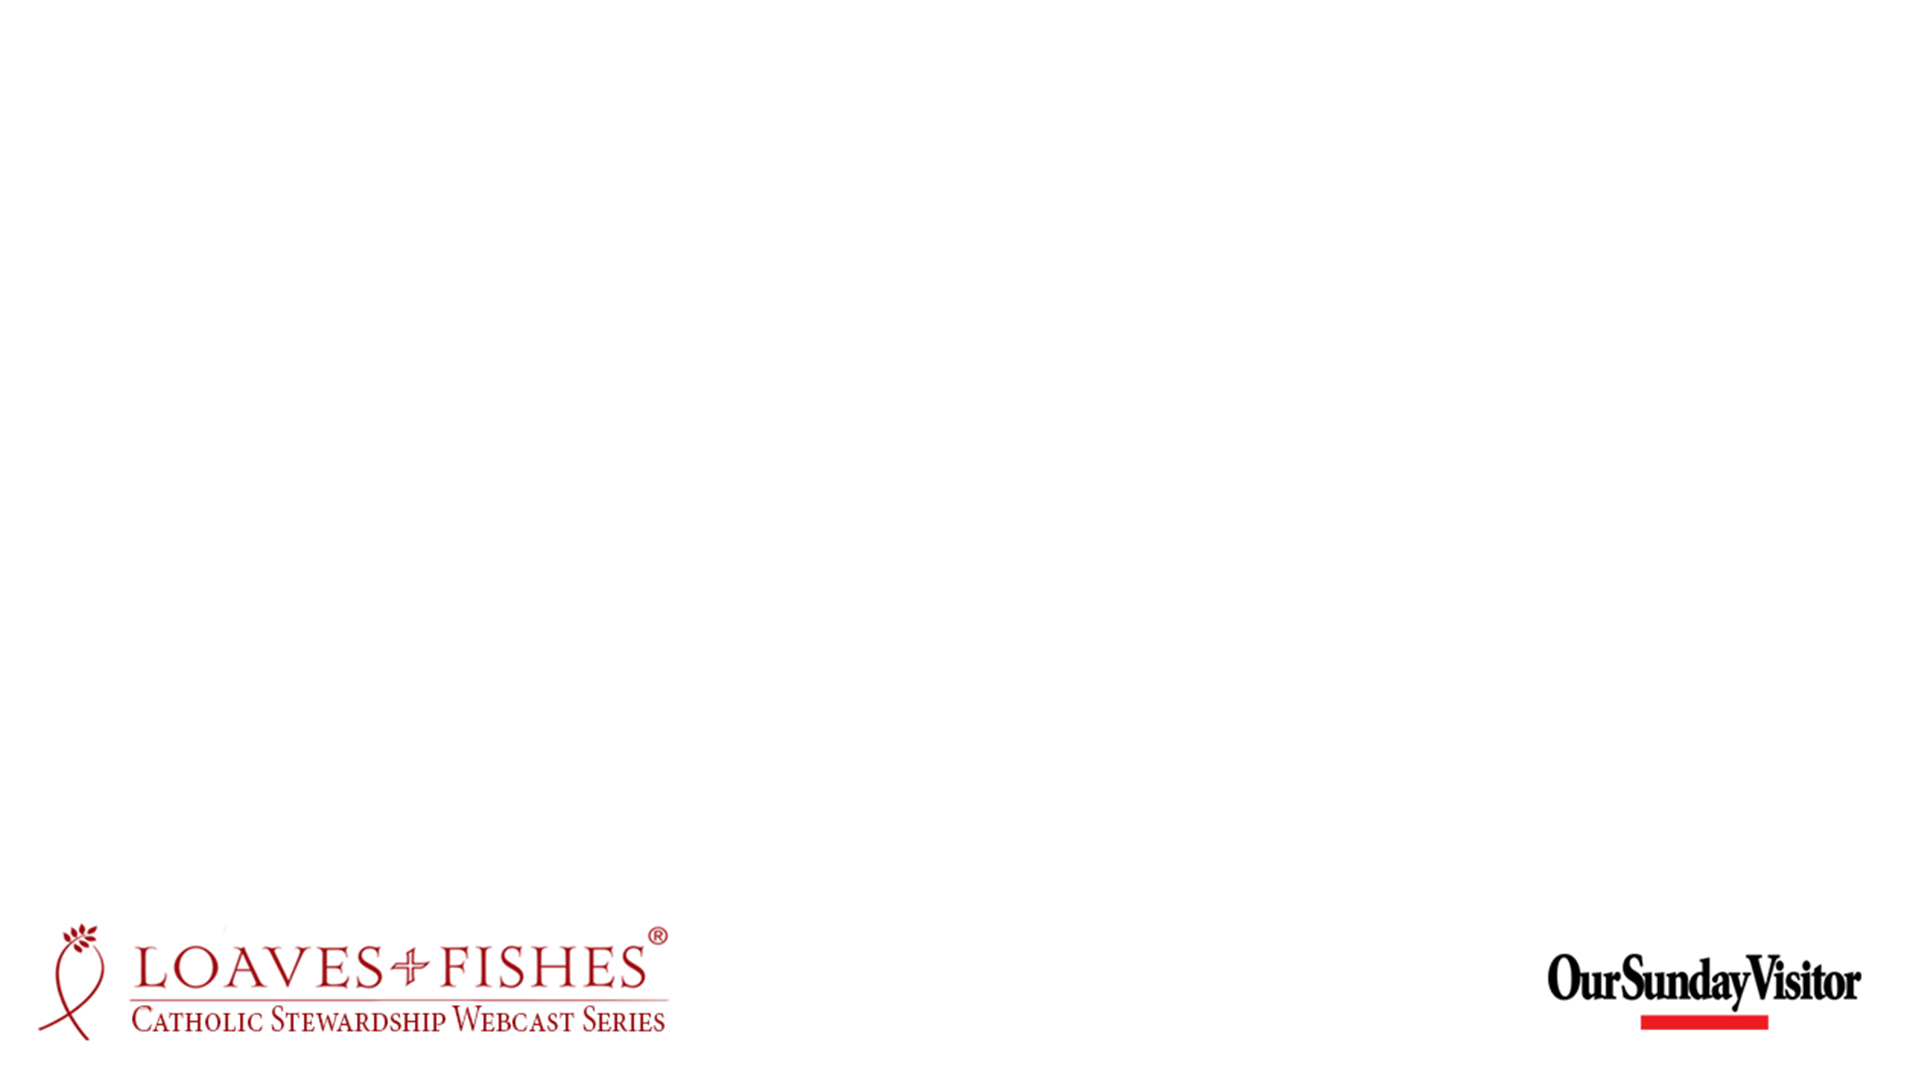 LOAVES+FISHES®
CATHOLIC STEWARDSHIP WEBCAST SERIES
OurSundayVisitor